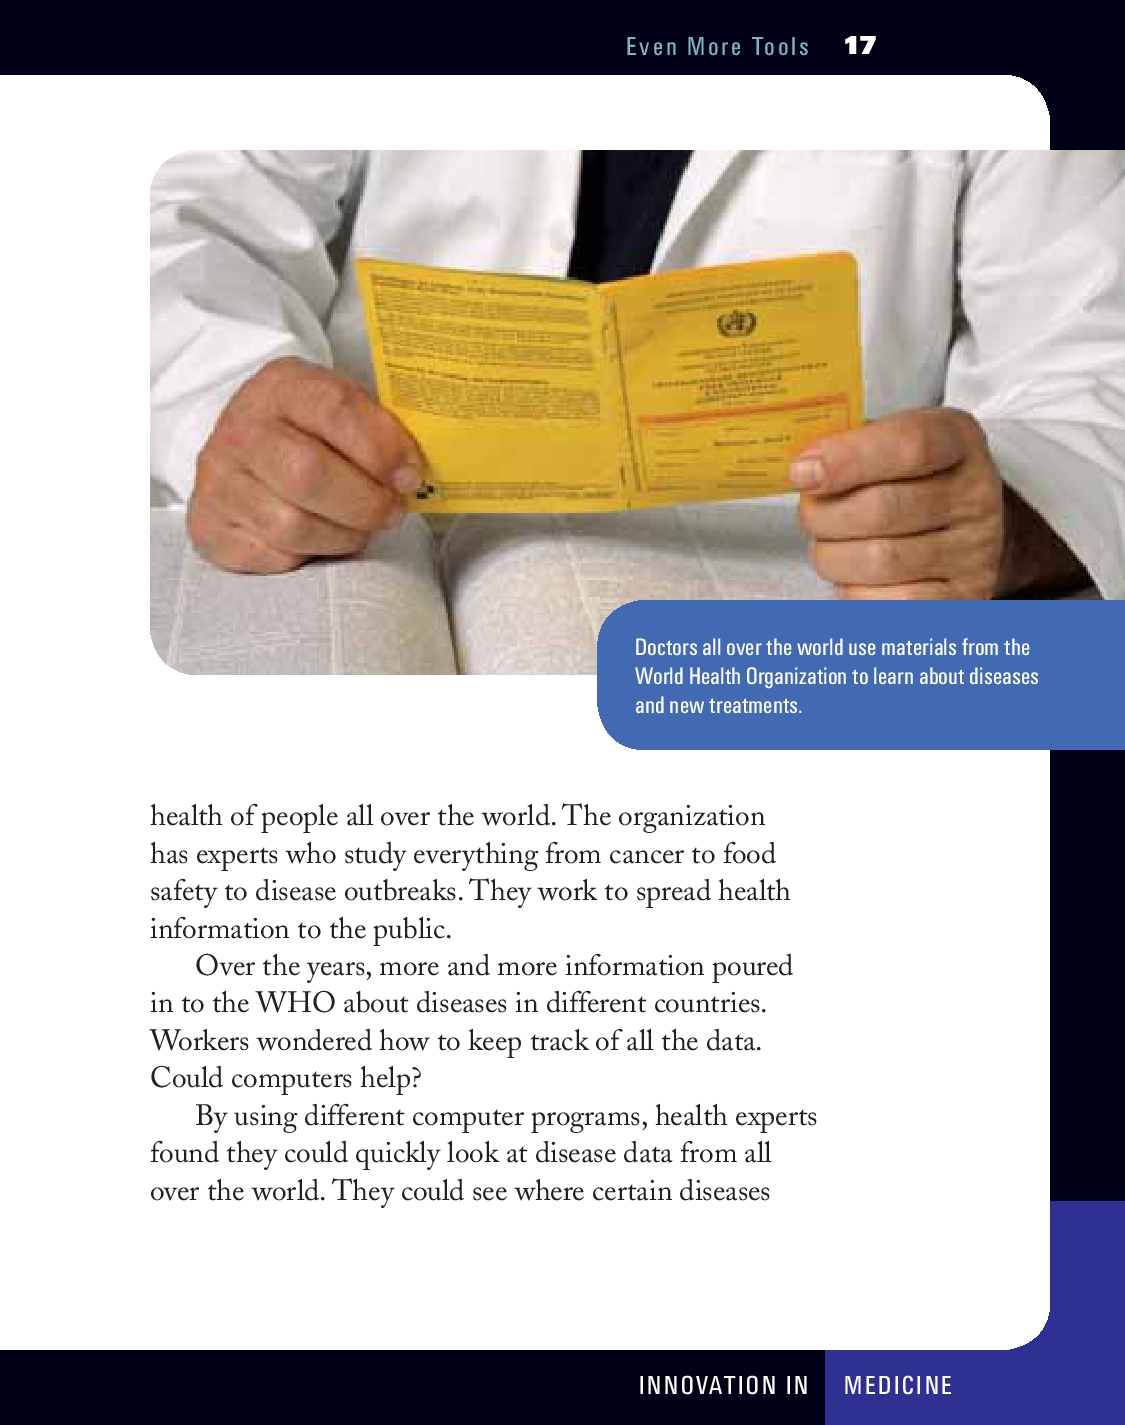 Even More Tools 17
Doctors all over the world use materials from the
World Health Organization to learn about diseases
and new treatments.
health of people all over the world. The organization
has experts who study everything from cancer to food
safety to disease outbreaks. They work to spread health
information to the public.
Over the years, more and more information poured
in to the WHO about diseases in different countries.
Workers wondered how to keep track of all the data.
Could computers help?
By using different computer programs, health experts
found they could quickly look at disease data from all
over the world. They could see where certain diseases
INNOVATION IN MEDICINE